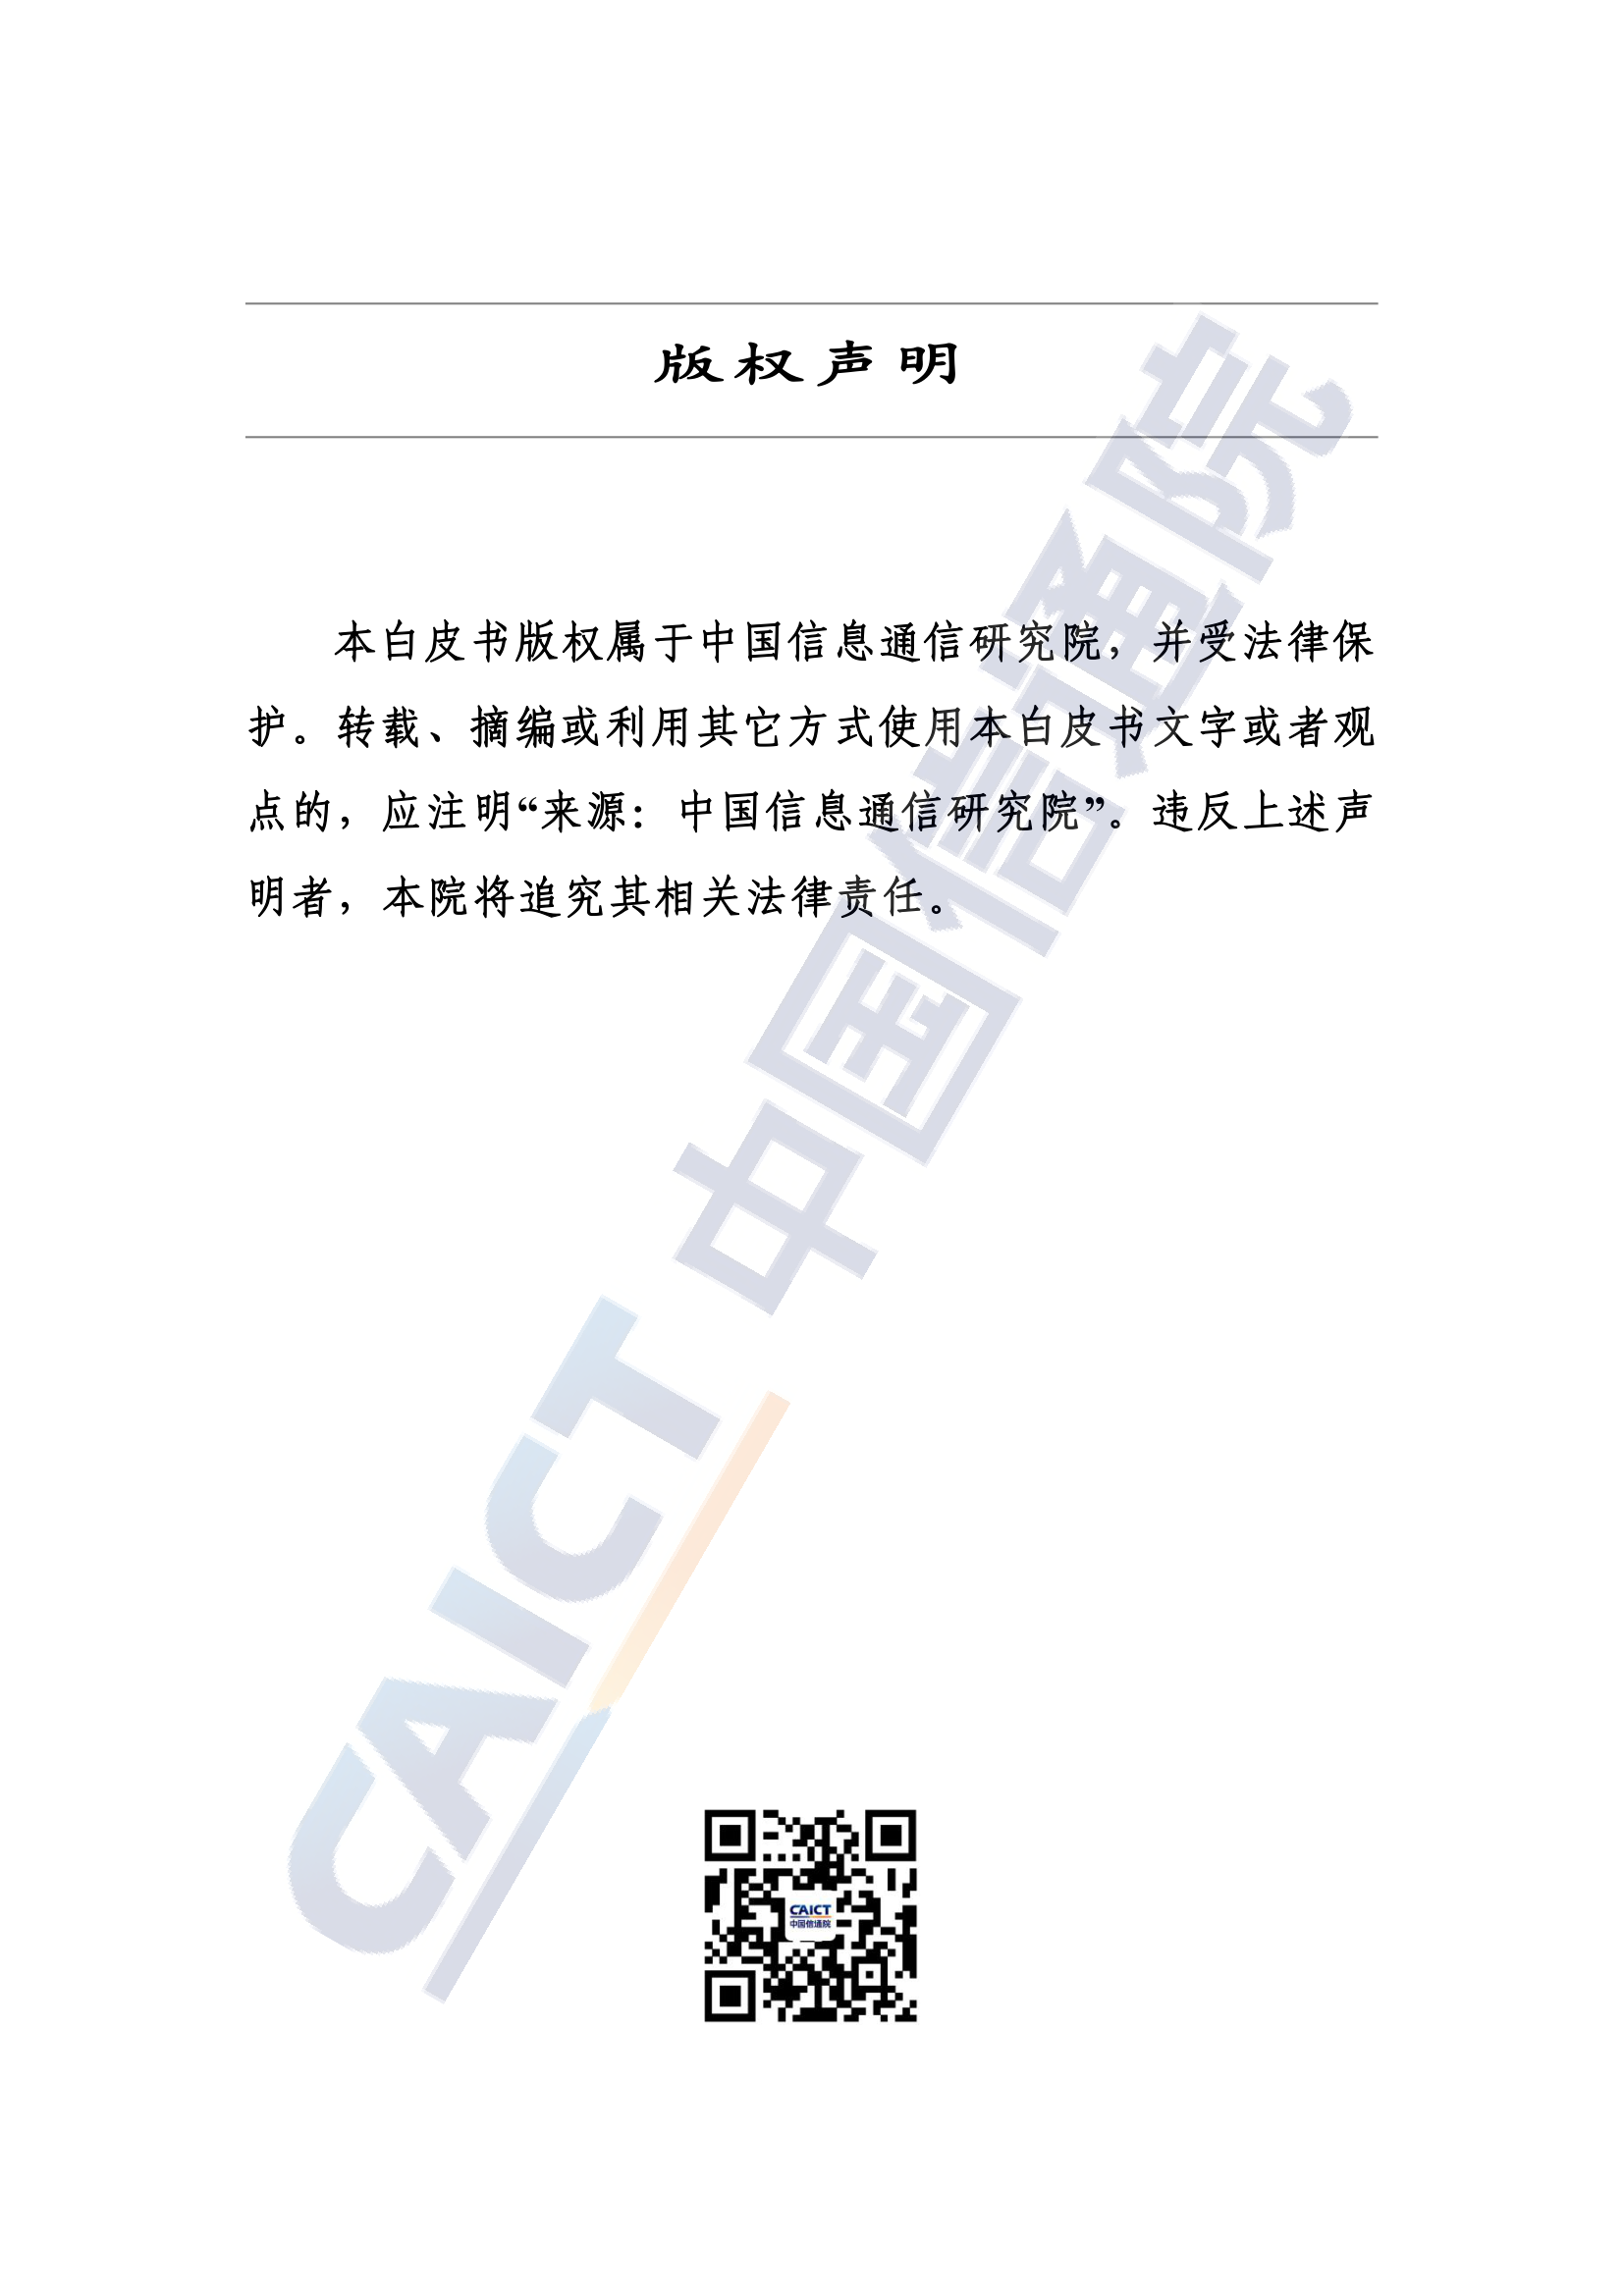 版权声明
本白皮书版权属于中国信息通信研究院，并受法律保
护。转载、摘编或利用其它方式使用本白皮书文字或者观
点的，应注明“来源：中国信息通信研究院”。违反上述声
明者，本院将追究其相关法律责任。
CAICT 中国信通院
CAICT
中国信通院